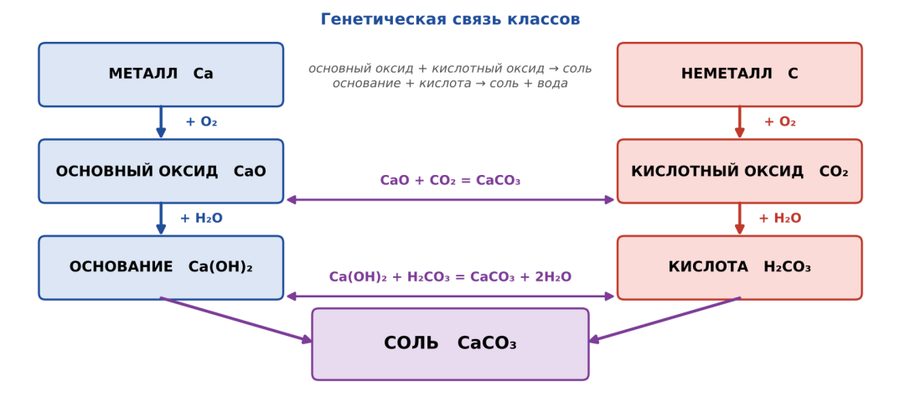 Генетическая связь классов
МЕТАЛЛ Ca
основный оксид + кислотный оксид → соль
основание + кислота → соль + вода
НЕМЕТАЛЛ C
+ O₂
+ O₂
ОСНОВНЫЙ ОКСИД CaO
CaO + CO₂ = CaCO₃
КИСЛОТНЫЙ ОКСИД CO₂
+ H₂O
+ H₂O
ОСНОВАНИЕ Ca(OH)₂
Ca(OH)₂ + H₂CO₃ = CaCO₃ + 2H₂O
КИСЛОТА H₂CO₃
СОЛЬ CaCO₃